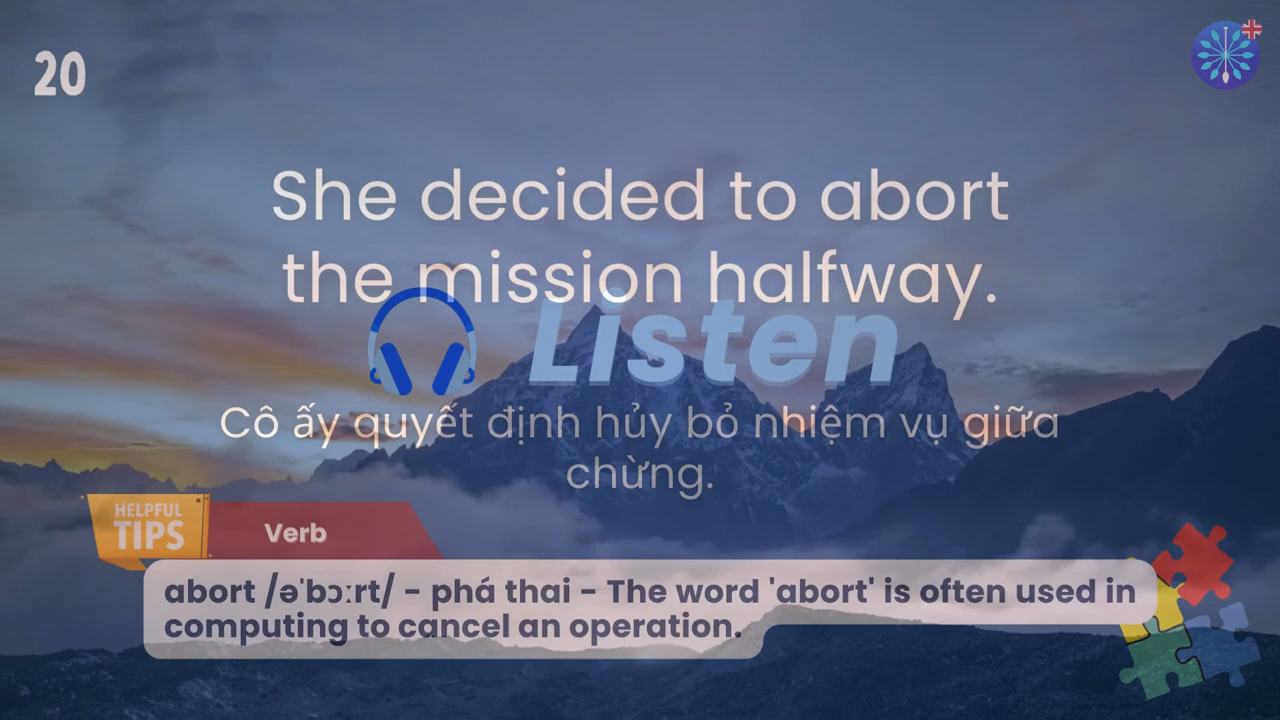 20
She decided to abort
the mission halfway.
Listen
Cô ấy quyết định hủy bỏ nhiệm vụ giữa
chừng.
HELPFUL
TIPS
Verb
abort /əˈbɔːrt/ - phá thai - The word 'abort' is often used in
computing to cancel an operation.